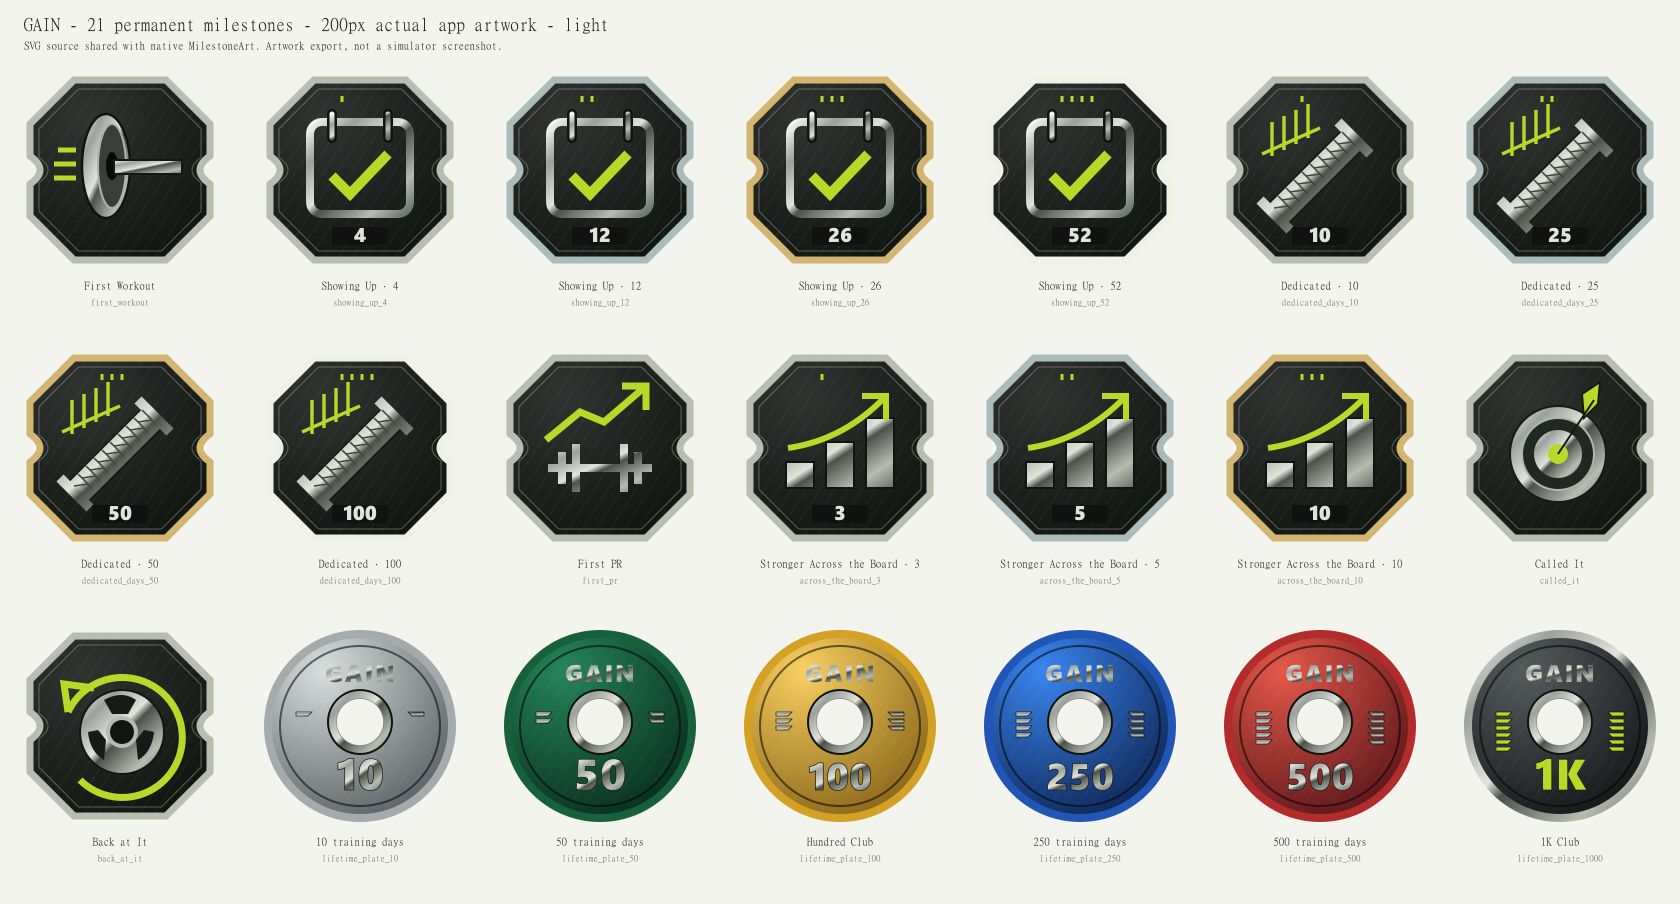 GAIN - 21 permanent milestones - 200px actual app artwork - light
SVG source shared with native MilestoneArt. Artwork export, not a simulator screenshot.
4
12
26
52
10
25
First Workout
Showing Up · 4
Showing Up · 12
Showing Up · 26
Showing Up · 52
Dedicated · 10
Dedicated · 25
first_workout
showing_up_4
showing_up_12
showing_up_26
showing_up_52
dedicated_days_10
dedicated_days_25
50
100
3
5
10
Dedicated · 50
Dedicated · 100
First PR
Stronger Across the Board · 3
Stronger Across the Board · 5
Stronger Across the Board · 10
Called It
dedicated_days_50
dedicated_days_100
first_pr
across_the_board_3
across_the_board_5
across_the_board_10
called_it
GAIN
10
GAIN
50
GAIN
100
GAIN
250
GAIN
500
GAIN
1K
Back at It
10 training days
50 training days
Hundred Club
250 training days
500 training days
1K Club
back_at_it
lifetime_plate_10
lifetime_plate_50
lifetime_plate_100
lifetime_plate_250
lifetime_plate_500
lifetime_plate_1000